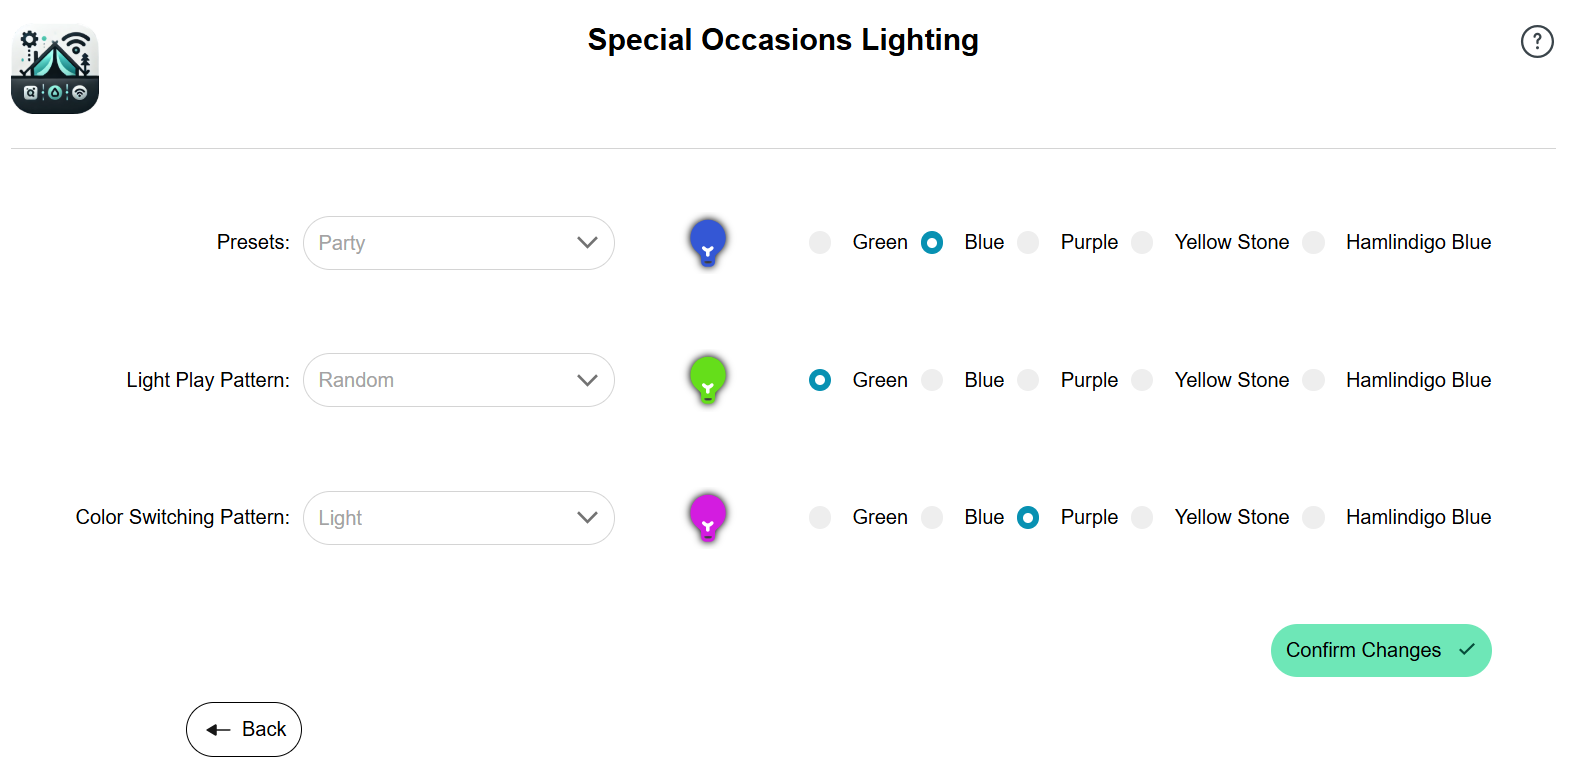 Special Occasions Lighting
Presets: Party Green Blue Purple Yellow Stone Hamlindigo Blue
Light Play Pattern: Random Green Blue Purple Yellow Stone Hamlindigo Blue
Color Switching Pattern: Light Green Blue Purple Yellow Stone Hamlindigo Blue
Confirm Changes
Back